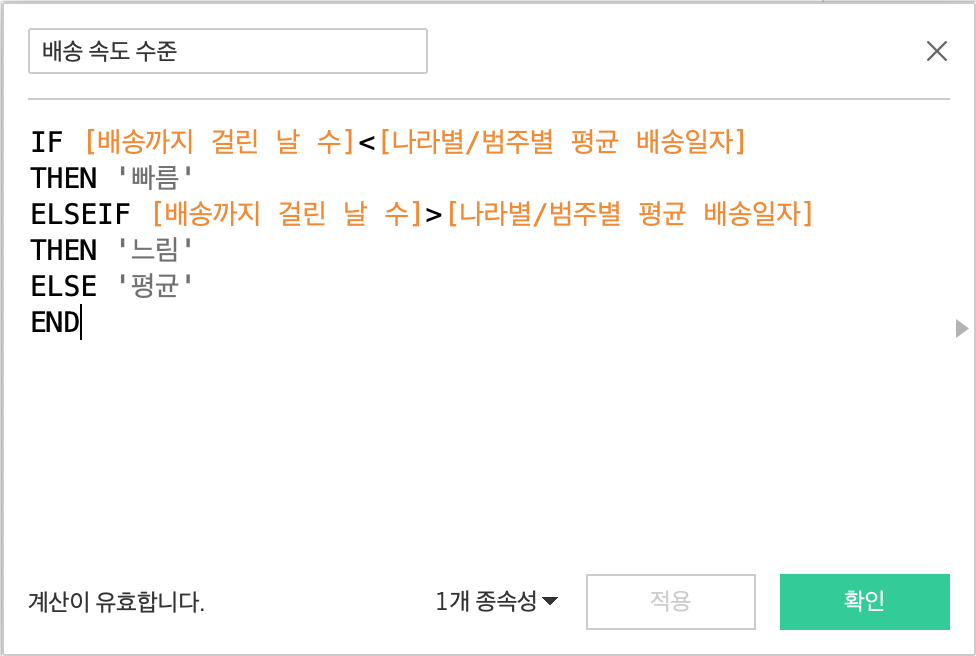 배송 속도 수준
IF [배송까지 걸린 날 수]<[나라별/범주별 평균 배송일자]
THEN '빠름'
ELSEIF [배송까지 걸린 날 수]>[나라별/범주별 평균 배송일자]
THEN '느림'
ELSE '평균'
END
계산이 유효합니다.
1개 종속성
적용
확인